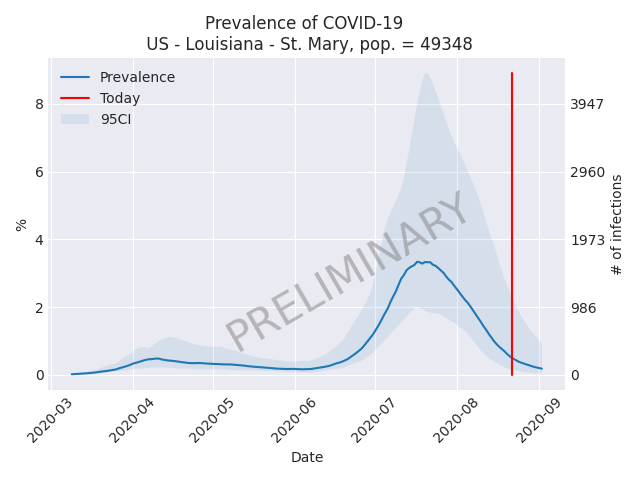 Prevalence of COVID-19
US - Louisiana - St. Mary, pop. = 49348
Prevalence
Today
95CI
8
6
4
2
0
%
3947
2960
1973
986
0
# of infections
PRELIMINARY
2020-03
2020-04
2020-05
2020-06
2020-07
2020-08
2020-09
Date